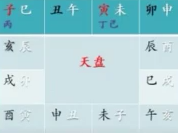 子巳 丑午 寅未 卯申
丙 丁己
亥辰 天盘 辰酉
戌卯 巳戌
酉寅 申丑 未子 午亥